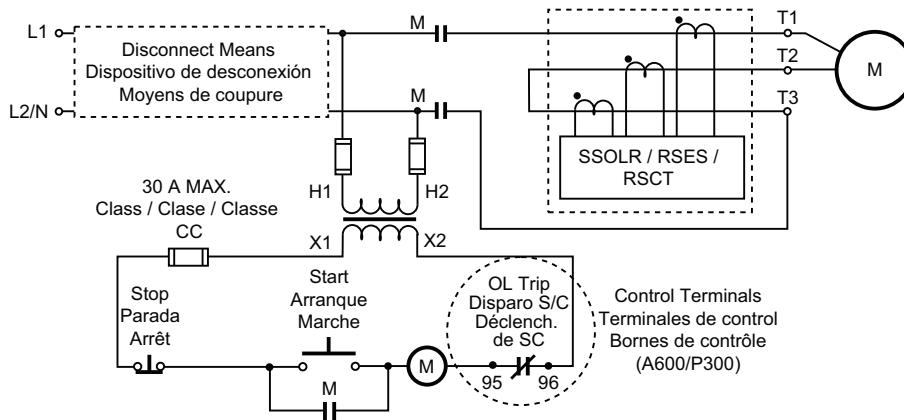 L1
Disconnect Means
Dispositivo de desconexión
Moyens de coupure
L2/N
M
M
T1
T2
T3
M
SSOLR / RSES /
RSCT
H1
H2
30 A MAX.
Class / Clase / Classe
CC
X1
X2
Stop
Parada
Arrêt
Start
Arranque
Marche
M
M
OL Trip
Disparo S/C
Déclench.
de SC
95
96
Control Terminals
Terminales de control
Bornes de contrôle
(A600/P300)